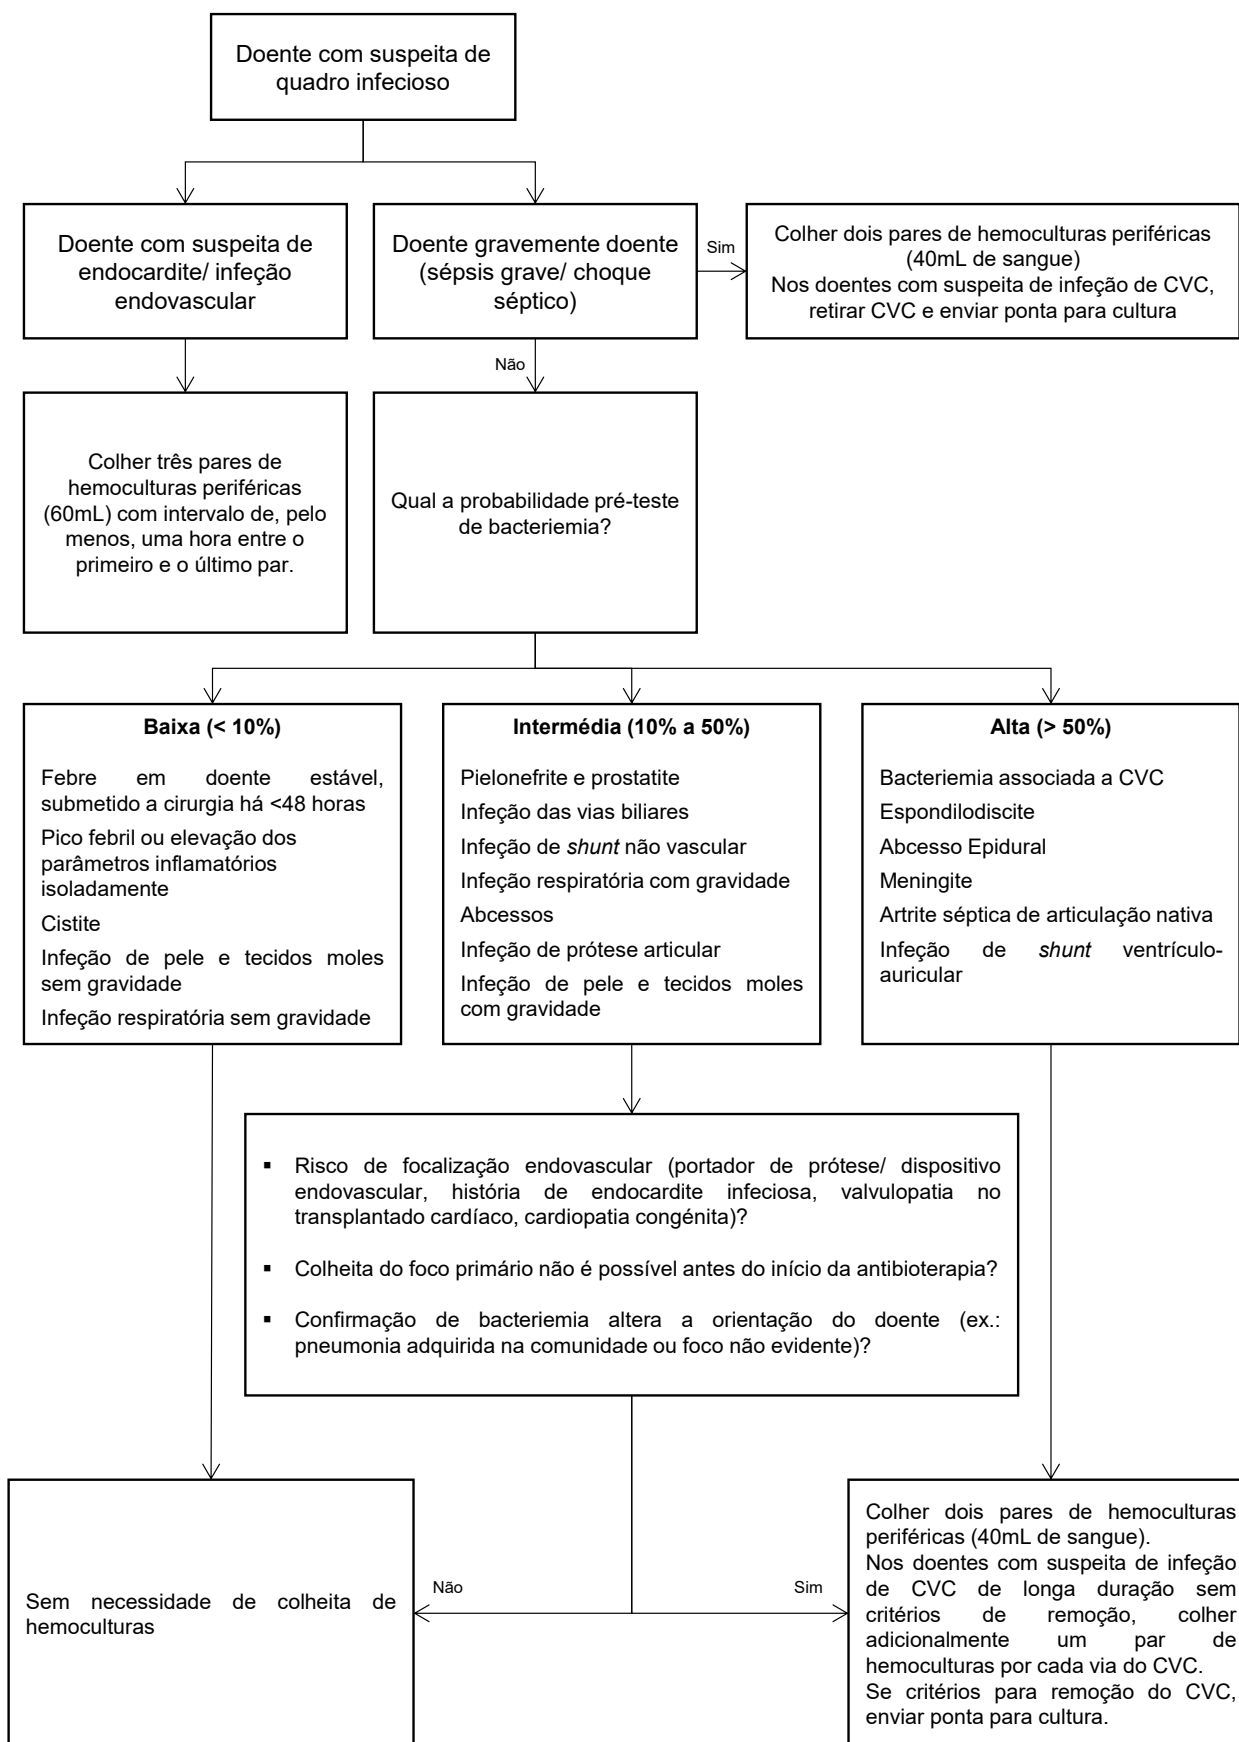 Doente com suspeita de
quadro infecioso
Doente com suspeita de
endocardite/ infeção
endovascular
Doente gravemente doente
(sépsis grave/ choque
séptico)
Sim
Colher dois pares de hemoculturas periféricas
(40mL de sangue)
Nos doentes com suspeita de infeção de CVC,
retirar CVC e enviar ponta para cultura
Não
Colher três pares de
hemoculturas periféricas
(60mL) com intervalo de, pelo
menos, uma hora entre o
primeiro e o último par.
Qual a probabilidade pré-teste
de bacteriemia?
Baixa (< 10%)
Febre em doente estável,
submetido a cirurgia há <48 horas
Pico febril ou elevação dos
parâmetros inflamatórios
isoladamente
Cistite
Infeção de pele e tecidos moles
sem gravidade
Infeção respiratória sem gravidade
Intermédia (10% a 50%)
Pielonefrite e prostatite
Infeção das vias biliares
Infeção de shunt não vascular
Infeção respiratória com gravidade
Abcessos
Infeção de prótese articular
Infeção de pele e tecidos moles
com gravidade
Alta (> 50%)
Bacteriemia associada a CVC
Espondilodiscite
Abcesso Epidural
Meningite
Artrite séptica de articulação nativa
Infeção de shunt ventrículo-
auricular
▪ Risco de focalização endovascular (portador de prótese/ dispositivo
endovascular, história de endocardite infeciosa, valvulopatia no
transplantado cardíaco, cardiopatia congénita)?
▪ Colheita do foco primário não é possível antes do início da antibioterapia?
▪ Confirmação de bacteriemia altera a orientação do doente (ex.:
pneumonia adquirida na comunidade ou foco não evidente)?
Sem necessidade de colheita de
hemoculturas
Não
Sim
Colher dois pares de hemoculturas
periféricas (40mL de sangue).
Nos doentes com suspeita de infeção
de CVC de longa duração sem
critérios de remoção, colher
adicionalmente um par de
hemoculturas por cada via do CVC.
Se critérios para remoção do CVC,
enviar ponta para cultura.